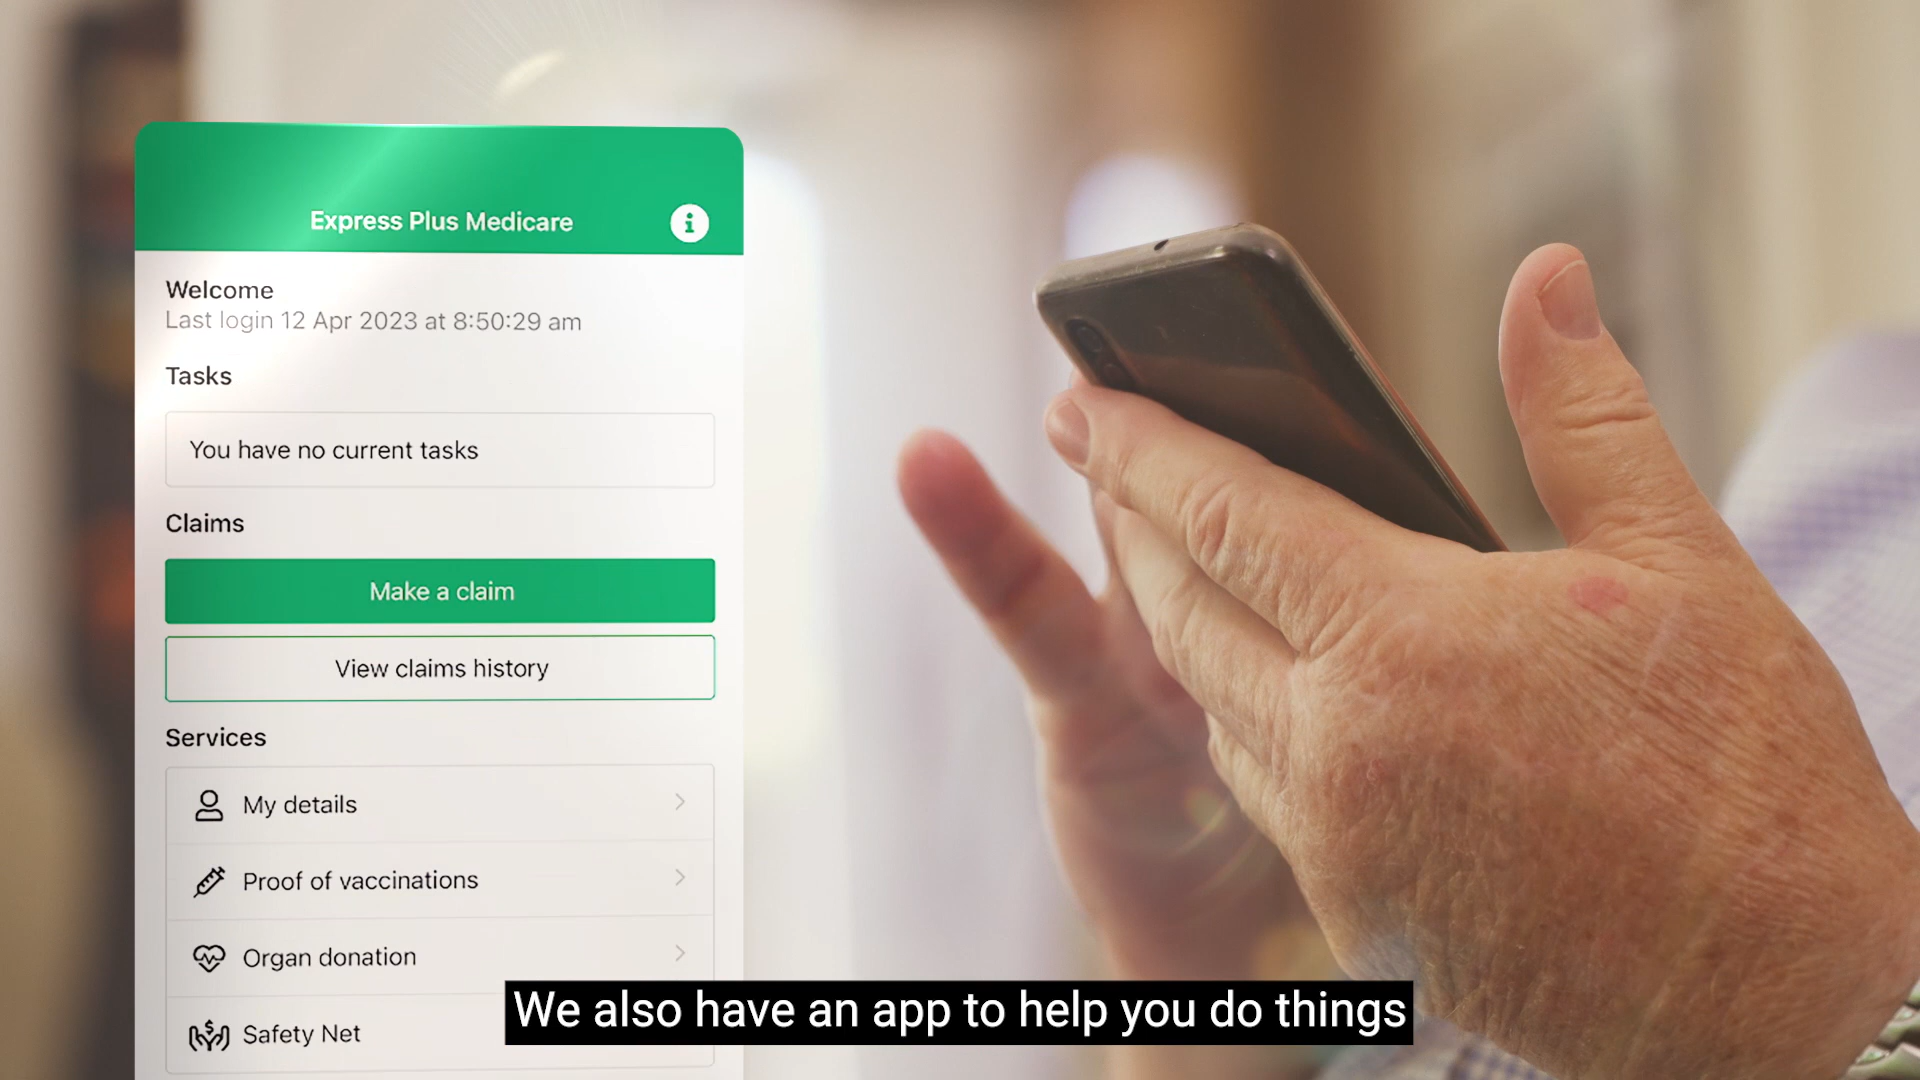 Express Plus Medicare
Welcome
Last login 12 Apr 2023 at 8:50:29 am
Tasks
You have no current tasks
Claims
Make a claim
View claims history
Services
My details
Proof of vaccinations
Organ donation
Safety Net
We also have an app to help you do things